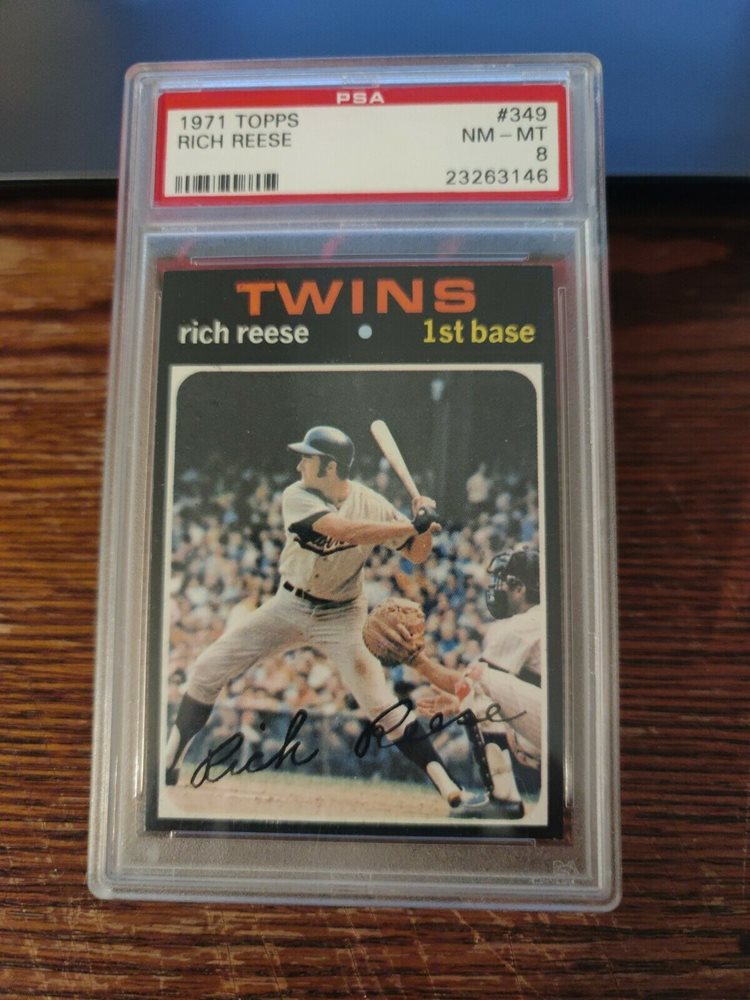 PSA
1971 TOPPS #349
RICH REESE NM - MT
8
23263146
TWINS
rich reese • 1st base
Rich Reese